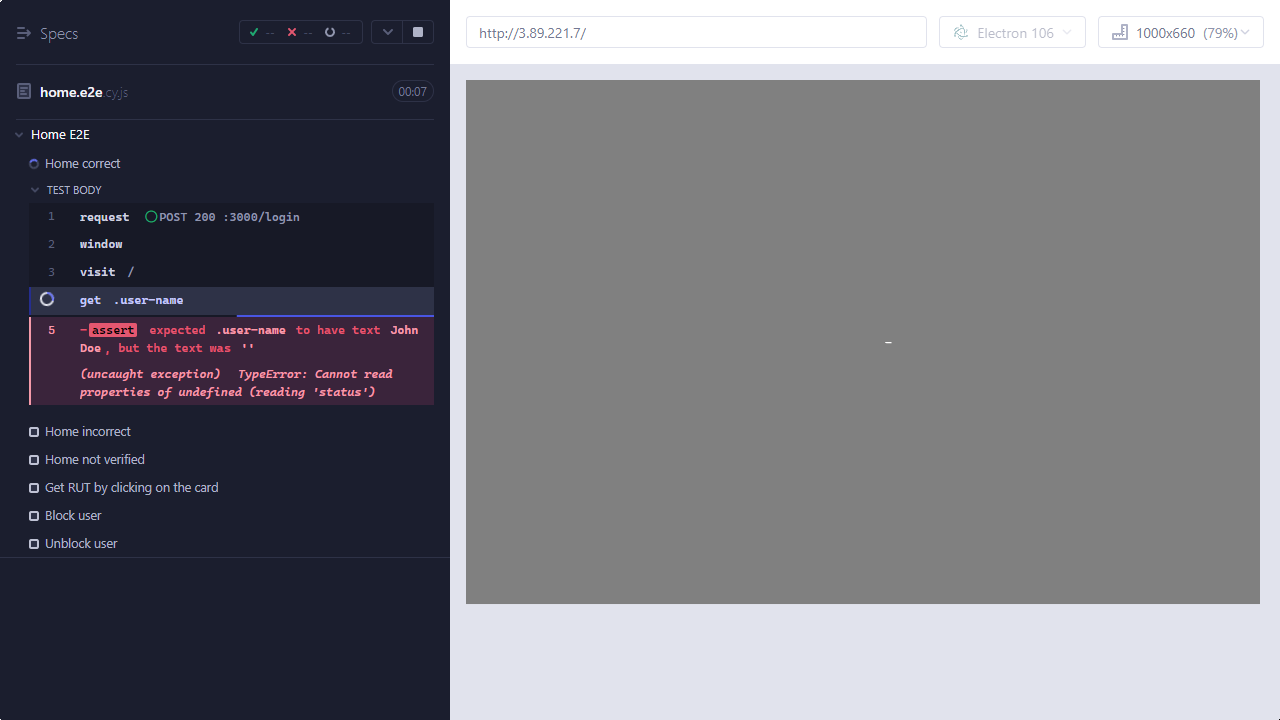 Specs
--
--
--
http://3.89.221.7/
Electron 106
1000x660 (79%)
home.e2e.cy.js
00:07
Home E2E
Home correct
TEST BODY
1 request POST 200 :3000/login
2 window
3 visit /
get .user-name
5 -assert expected .user-name to have text John
Doe, but the text was ''
(uncaught exception) TypeError: Cannot read
properties of undefined (reading 'status')
Home incorrect
Home not verified
Get RUT by clicking on the card
Block user
Unblock user